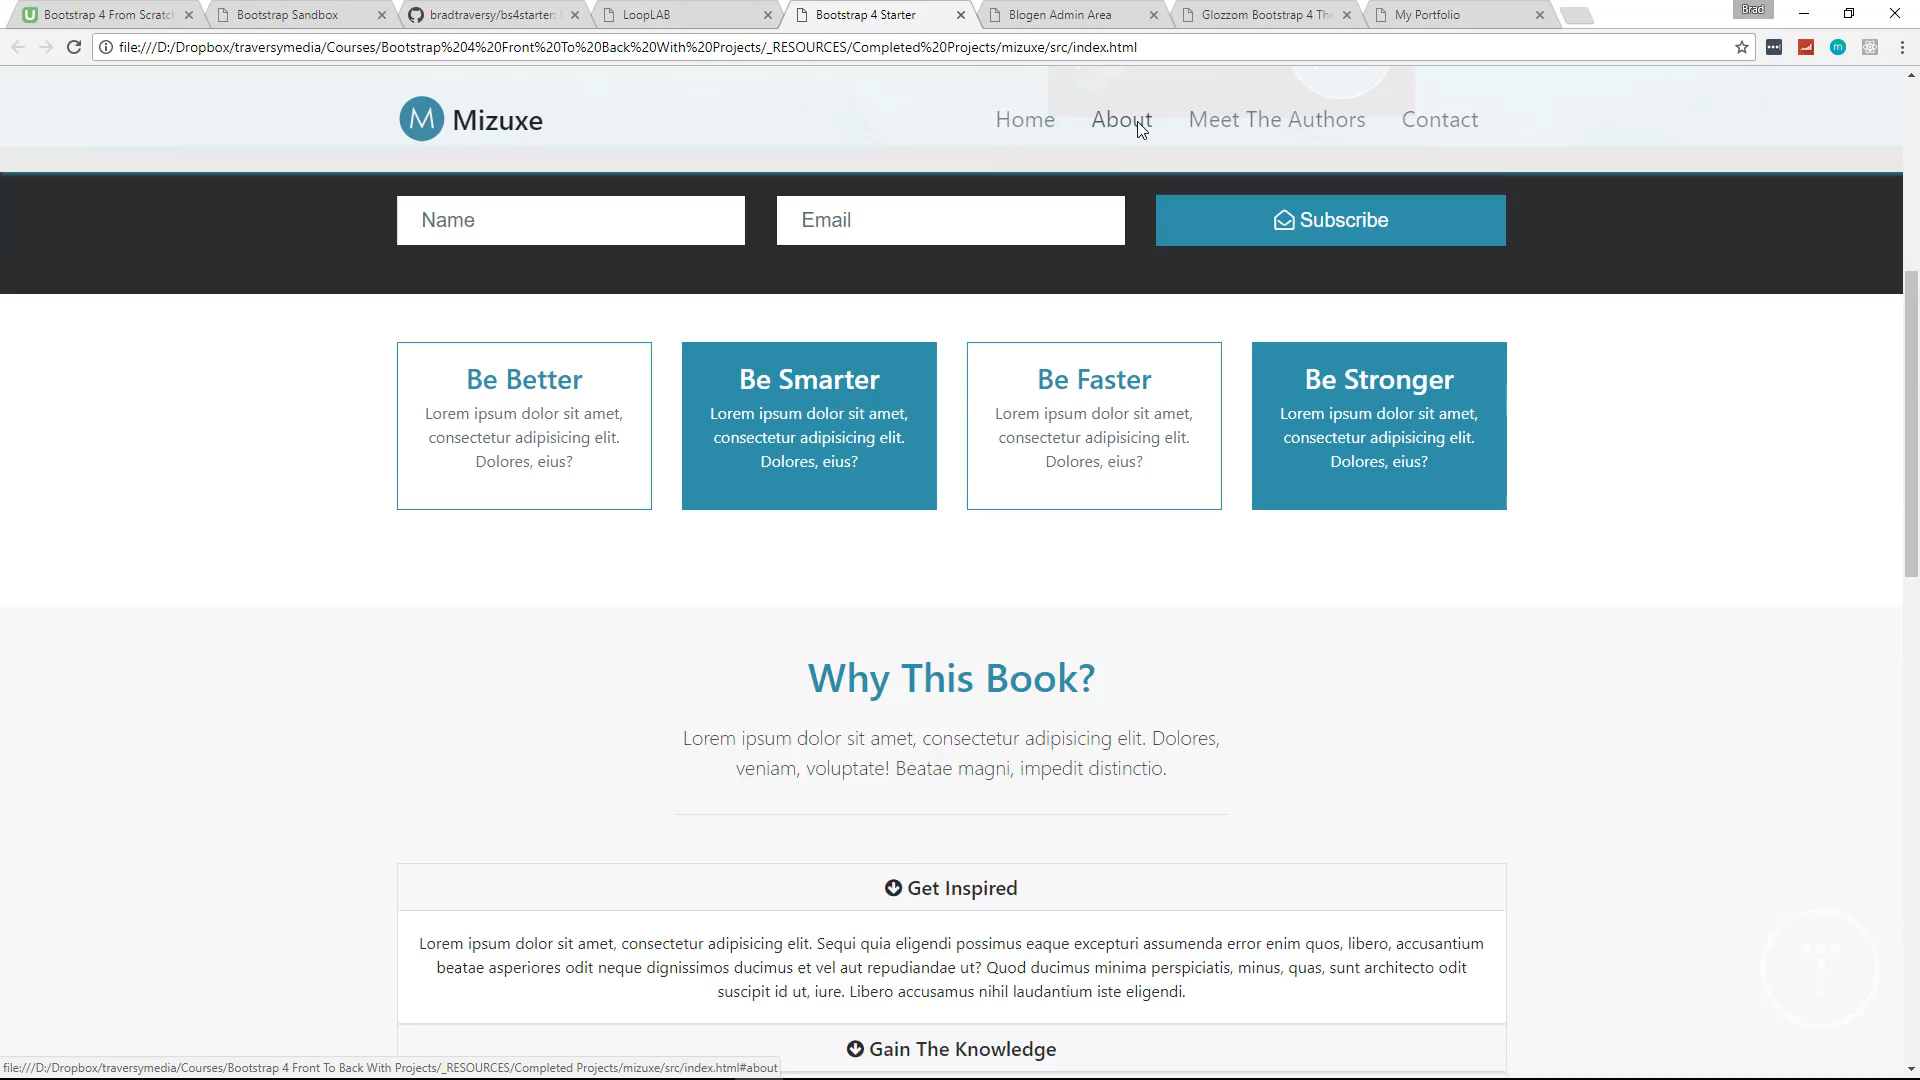 Bootstrap 4 From Scratch
Bootstrap Sandbox
bradtraversy/bs4starter:
LoopLAB
Bootstrap 4 Starter
Blogen Admin Area
Glozzom Bootstrap 4 The
My Portfolio
Brad
file:///D:/Dropbox/traversymedia/Courses/Bootstrap%204%20Front%20To%20Back%20With%20Projects/_RESOURCES/Completed%20Projects/mizuxe/src/index.html
M Mizuxe
Home About Meet The Authors Contact
Name
Email
Subscribe
Be Better
Lorem ipsum dolor sit amet,
consectetur adipisicing elit.
Dolores, eius?
Be Smarter
Lorem ipsum dolor sit amet,
consectetur adipisicing elit.
Dolores, eius?
Be Faster
Lorem ipsum dolor sit amet,
consectetur adipisicing elit.
Dolores, eius?
Be Stronger
Lorem ipsum dolor sit amet,
consectetur adipisicing elit.
Dolores, eius?
Why This Book?
Lorem ipsum dolor sit amet, consectetur adipisicing elit. Dolores,
veniam, voluptate! Beatae magni, impedit distinctio.
Get Inspired
Lorem ipsum dolor sit amet, consectetur adipisicing elit. Sequi quia eligendi possimus eaque excepturi assumenda error enim quos, libero, accusantium
beatae asperiores odit neque dignissimos ducimus et vel aut repudiandae ut? Quod ducimus minima perspiciatis, minus, quas, sunt architecto odit
suscipit id ut, iure. Libero accusamus nihil laudantium iste eligendi.
Gain The Knowledge
file:///D:/Dropbox/traversymedia/Courses/Bootstrap 4 Front To Back With Projects/_RESOURCES/Completed Projects/mizuxe/src/index.html#about